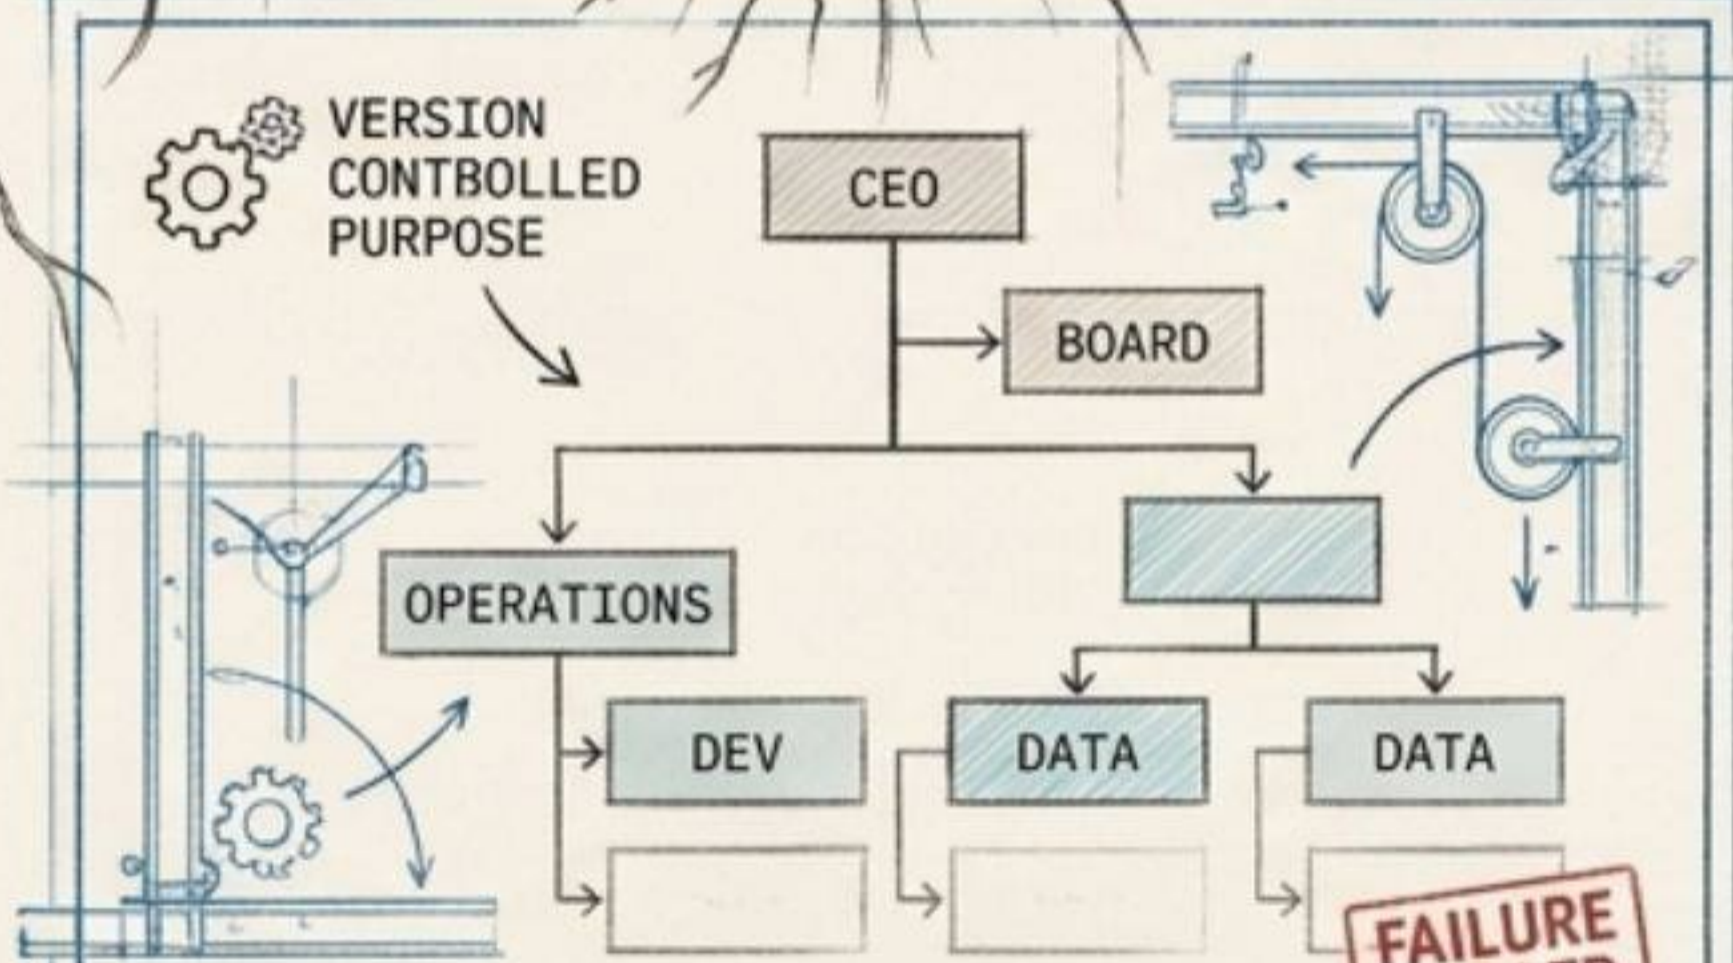 VERSION
CONTBOLLED
PURPOSE
CEO
BOARD
OPERATIONS
DEV
DATA
DATA
FAILURE